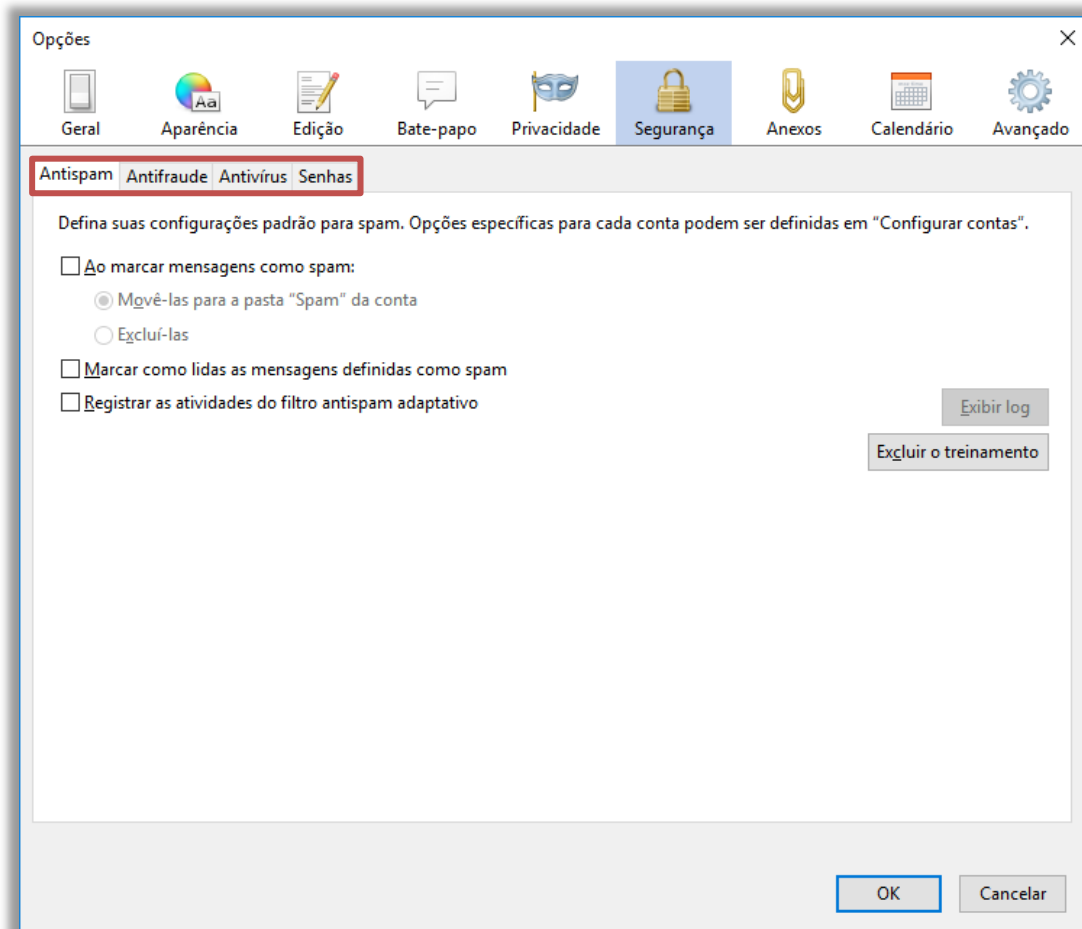 Opções
Geral Aparência Edição Bate-papo Privacidade Segurança Anexos Calendário Avançado
Antispam Antifraude Antivírus Senhas
Defina suas configurações padrão para spam. Opções específicas para cada conta podem ser definidas em “Configurar contas”.
Ao marcar mensagens como spam:
Movê-las para a pasta “Spam” da conta
Excluí-las
Marcar como lidas as mensagens definidas como spam
Registrar as atividades do filtro antispam adaptativo
Exibir log
Excluir o treinamento
OK Cancelar